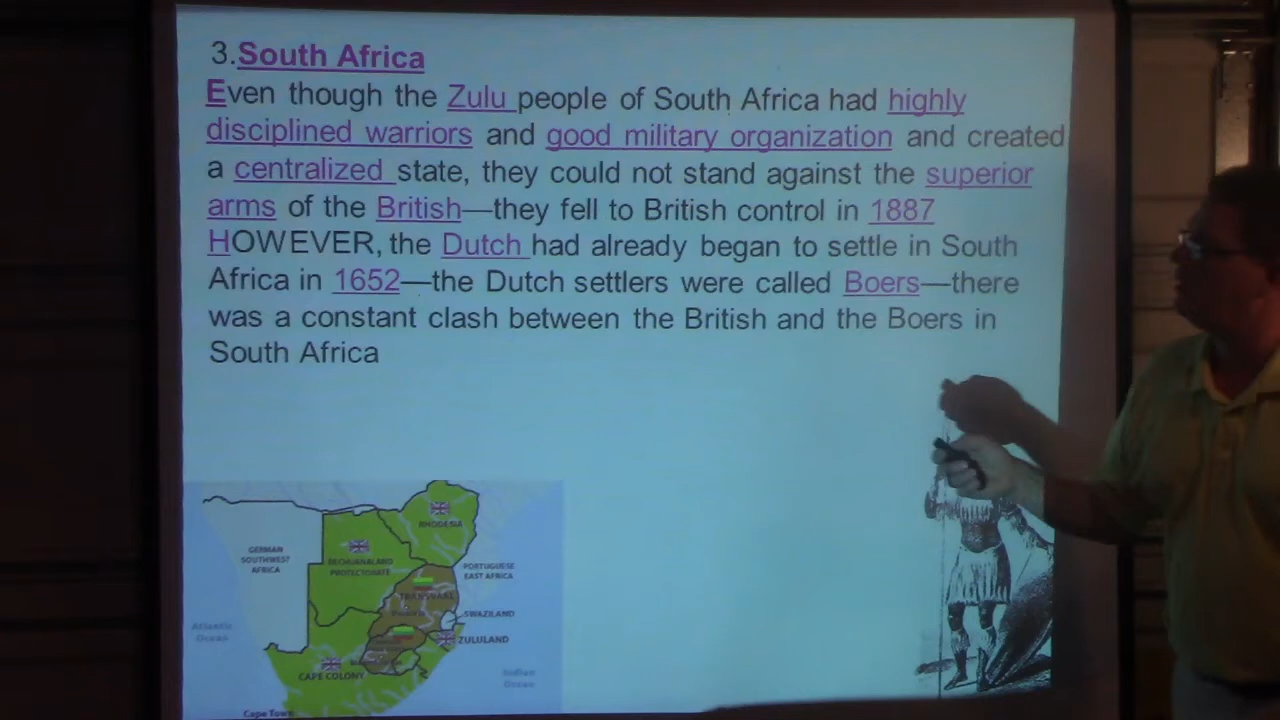 3.South Africa
Even though the Zulu people of South Africa had highly
disciplined warriors and good military organization and created
a centralized state, they could not stand against the superior
arms of the British—they fell to British control in 1887
HOWEVER, the Dutch had already began to settle in South
Africa in 1652—the Dutch settlers were called Boers—there
was a constant clash between the British and the Boers in
South Africa
RHODESIA
GERMAN
SOUTHWEST
AFRICA
BECHUANALAND
PROTECTORATE
PORTUGUESE
EAST AFRICA
TRANSVAAL
SWAZILAND
Atlantic
Ocean
ZULULAND
CAPE COLONY
Indian
Ocean
Cape Town